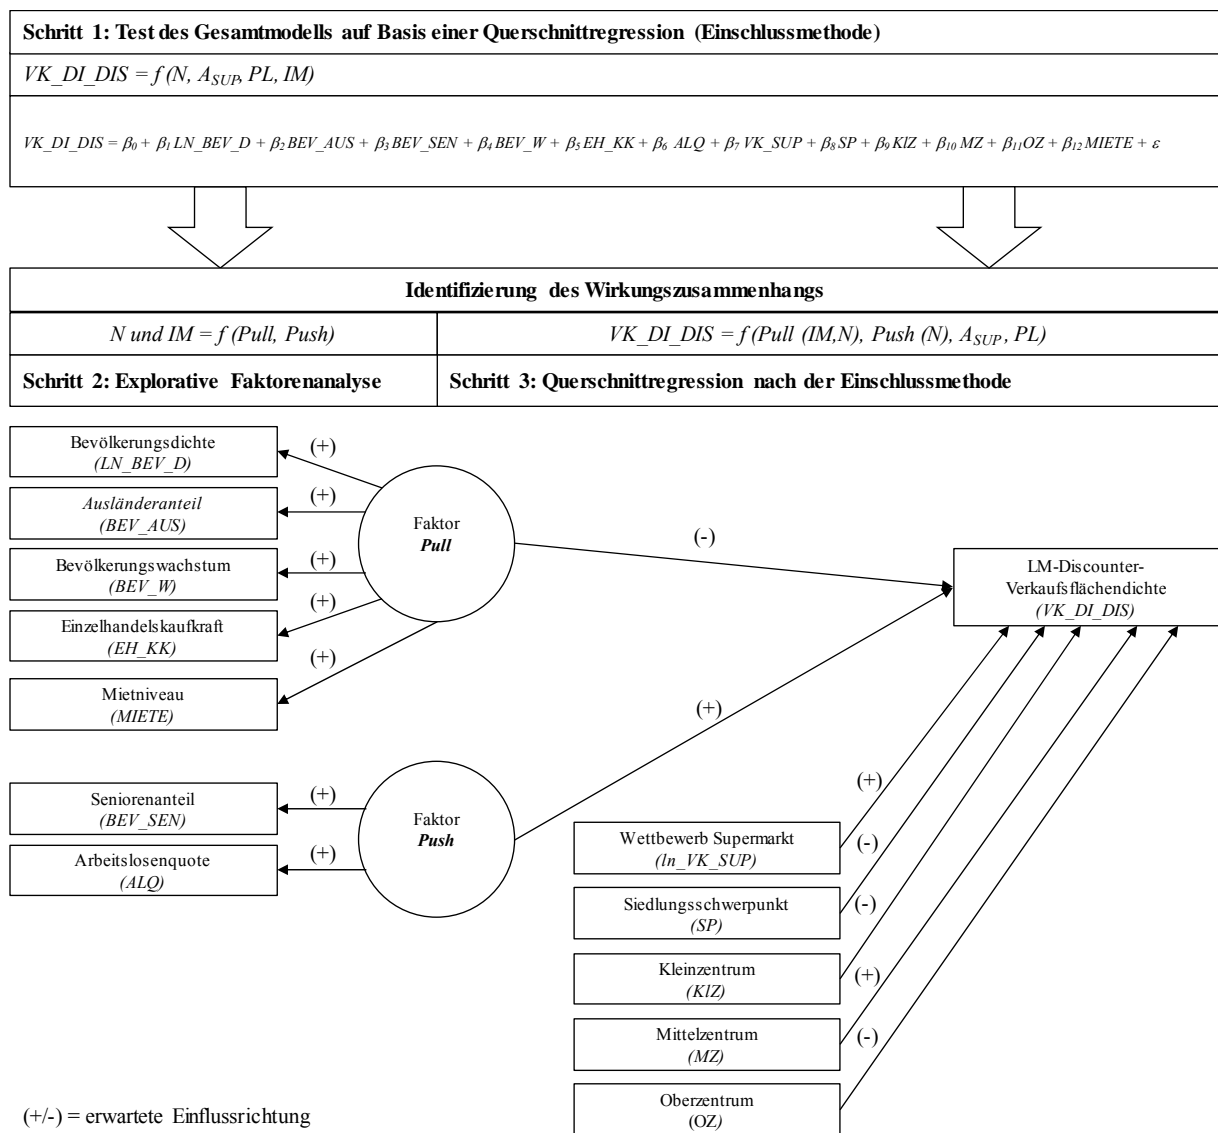 Schritt 1: Test des Gesamtmodells auf Basis einer Querschnittregression (Einschlussmethode)
VK_DI_DIS = f (N, A_SUP, PL, IM)
VK_DI_DIS = β₀ + β₁ LN_BEV_D + β₂ BEV_AUS + β₃ BEV_SEN + β₄ BEV_W + β₅ EH_KK + β₆ ALQ + β₇ VK_SUP + β₈ SP + β₉ KlZ + β₁₀ MZ + β₁₁ OZ + β₁₂ MIETE + ε
Identifizierung des Wirkungszusammenhangs
N und IM = f (Pull, Push)
VK_DI_DIS = f (Pull (IM,N), Push (N), A_SUP, PL)
Schritt 2: Explorative Faktorenanalyse
Schritt 3: Querschnittregression nach der Einschlussmethode
Bevölkerungsdichte
(LN_BEV_D)
(+)
Ausländeranteil
(BEV_AUS)
(+)
Bevölkerungswachstum
(BEV_W)
(+)
Einzelhandelskaufkraft
(EH_KK)
(+)
Mietniveau
(MIETE)
(+)
Faktor
Pull
(-)
LM-Discounter-
Verkaufsflächendichte
(VK_DI_DIS)
Seniorenanteil
(BEV_SEN)
(+)
Arbeitslosenquote
(ALQ)
(+)
Faktor
Push
(+)
Wettbewerb Supermarkt
(ln_VK_SUP)
(+)
Siedlungsschwerpunkt
(SP)
(-)
Kleinzentrum
(KlZ)
(-)
Mittelzentrum
(MZ)
(+)
Oberzentrum
(OZ)
(-)
(+/-) = erwartete Einflussrichtung